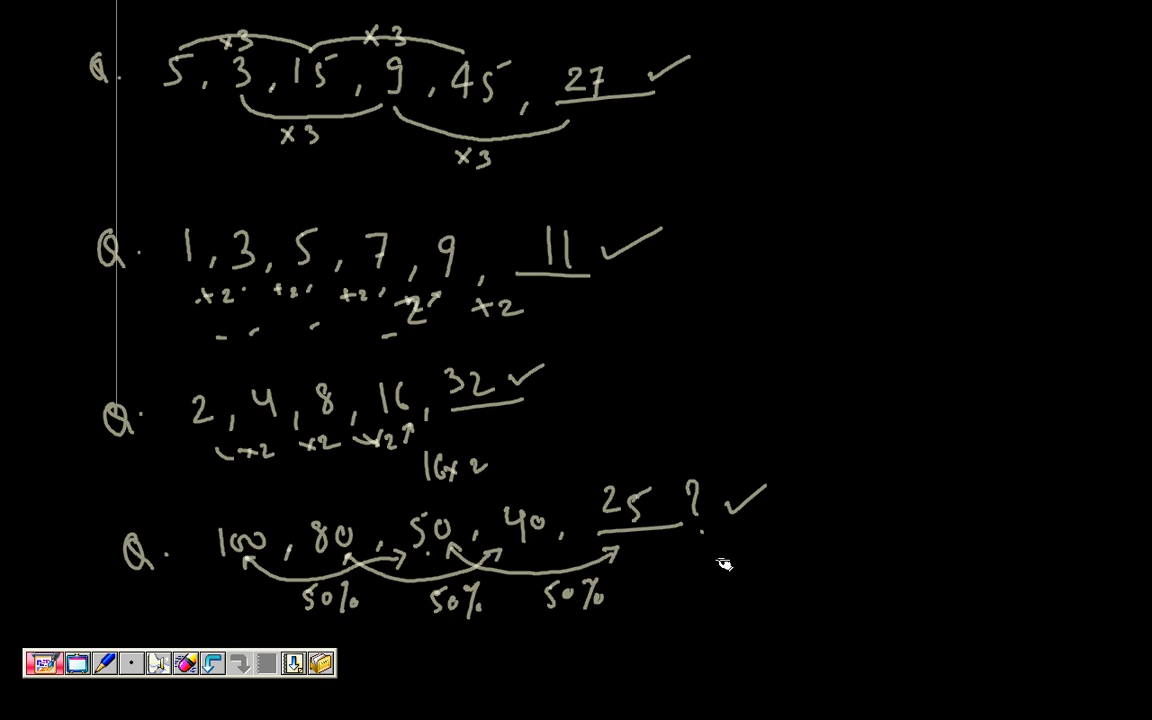 ×3 ×3
Q. 5, 3, 15, 9, 45, 27 ✓
×3 ×3
Q. 1, 3, 5, 7, 9, 11 ✓
+2 +2 +2 +2 +2
Q. 2, 4, 8, 16, 32 ✓
×2 ×2 ×2
16×2
Q. 100, 80, 50, 40, 25 ? ✓
50% 50% 50%